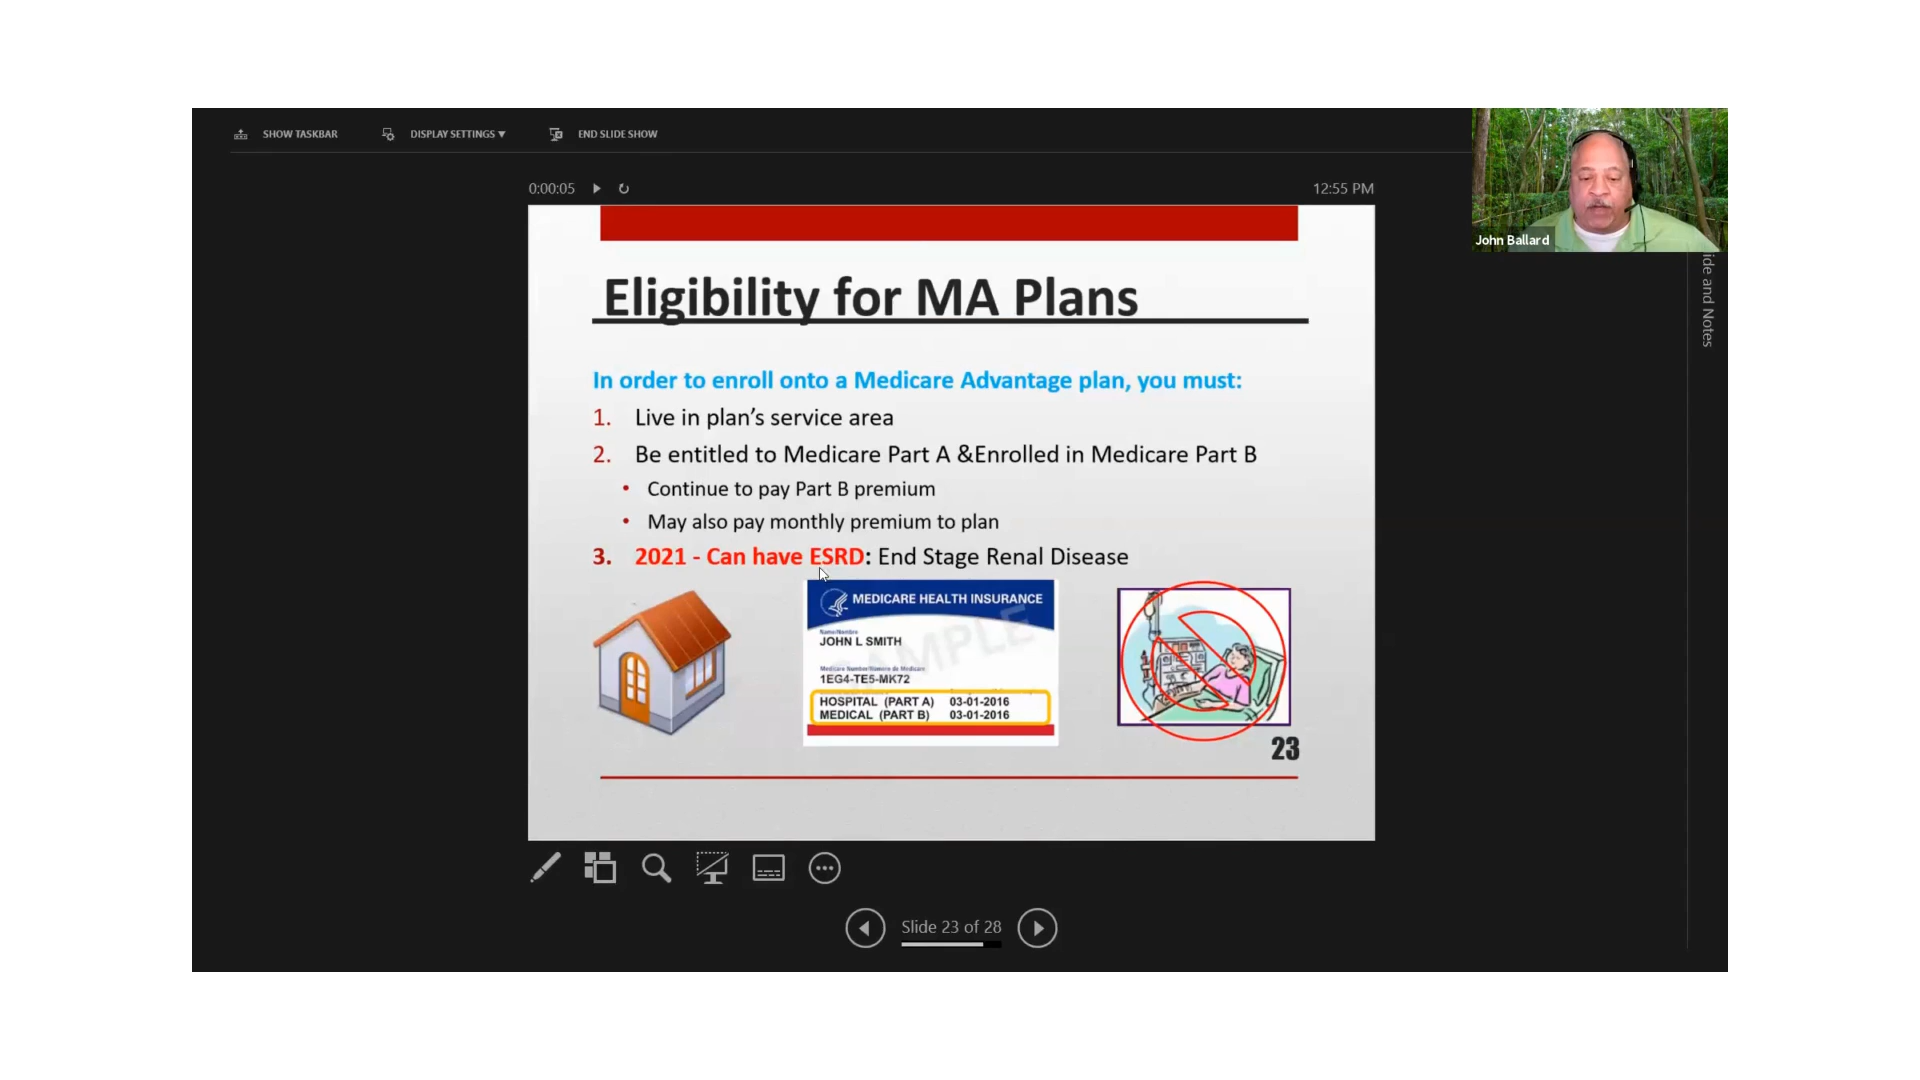 SHOW TASKBAR
DISPLAY SETTINGS ▼
END SLIDE SHOW
0:00:05
12:55 PM
John Ballard
ide and Notes
Eligibility for MA Plans
In order to enroll onto a Medicare Advantage plan, you must:
1. Live in plan's service area
2. Be entitled to Medicare Part A &Enrolled in Medicare Part B
• Continue to pay Part B premium
• May also pay monthly premium to plan
3. 2021 - Can have ESRD: End Stage Renal Disease
MEDICARE HEALTH INSURANCE
Name/Nombre
JOHN L SMITH
SAMPLE
Medicare Number/Número de Medicare
1EG4-TE5-MK72
HOSPITAL (PART A) 03-01-2016
MEDICAL (PART B) 03-01-2016
23
Slide 23 of 28